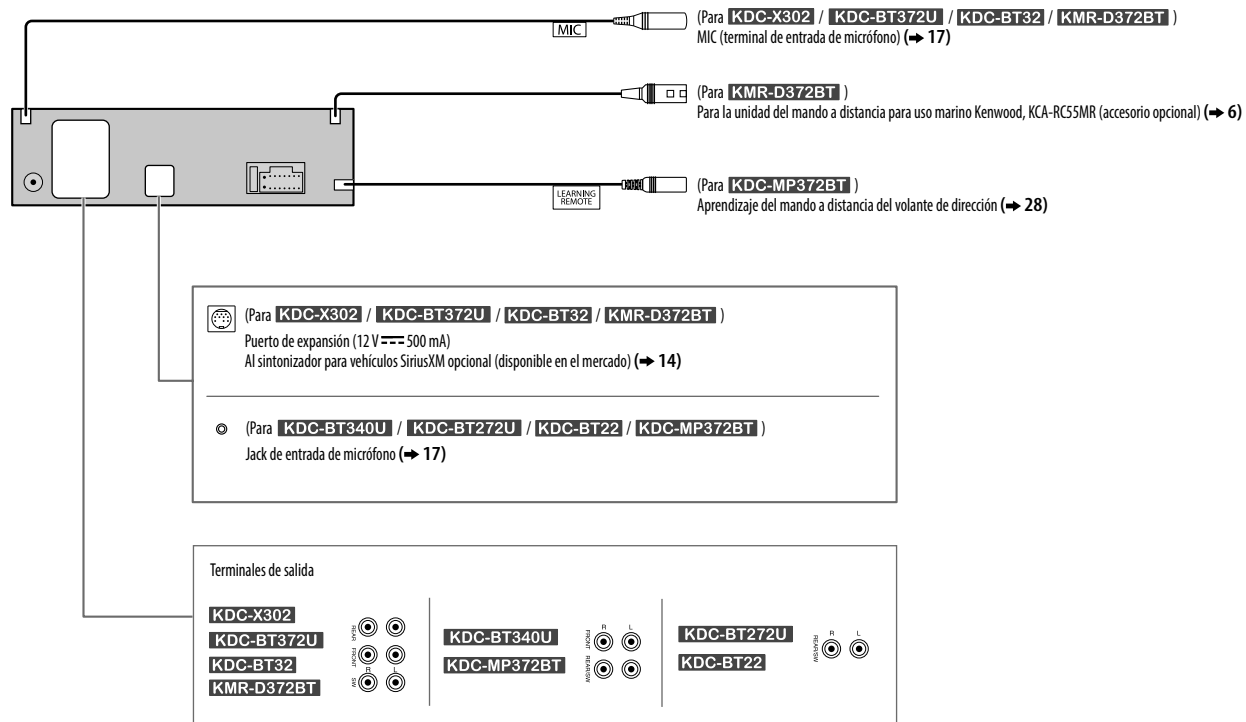 (Para KDC-X302 / KDC-BT372U / KDC-BT32 / KMR-D372BT )
MIC
MIC (terminal de entrada de micrófono) (➜ 17)
(Para KMR-D372BT )
Para la unidad del mando a distancia para uso marino Kenwood, KCA-RC55MR (accesorio opcional) (➜ 6)
(Para KDC-MP372BT )
LEARNING
REMOTE
Aprendizaje del mando a distancia del volante de dirección (➜ 28)
(Para KDC-X302 / KDC-BT372U / KDC-BT32 / KMR-D372BT )
Puerto de expansión (12 V ⎓ 500 mA)
Al sintonizador para vehículos SiriusXM opcional (disponible en el mercado) (➜ 14)
(Para KDC-BT340U / KDC-BT272U / KDC-BT22 / KDC-MP372BT )
Jack de entrada de micrófono (➜ 17)
Terminales de salida
KDC-X302
KDC-BT372U
KDC-BT32
KMR-D372BT
REAR
FRONT
R L
SW
KDC-BT340U
KDC-MP372BT
R L
FRONT
REAR/SW
KDC-BT272U
KDC-BT22
R L
REAR/SW